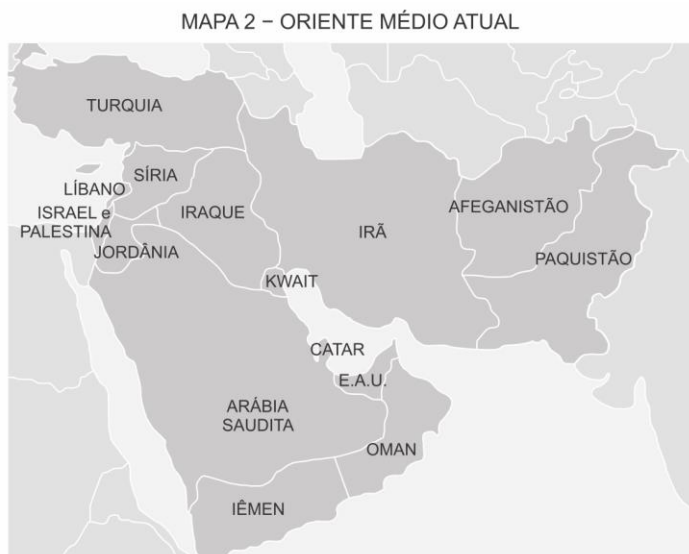 MAPA 2 – ORIENTE MÉDIO ATUAL
TURQUIA
SÍRIA
LÍBANO
ISRAEL e
PALESTINA
JORDÂNIA
IRAQUE
IRÃ
AFEGANISTÃO
PAQUISTÃO
KWAIT
CATAR
E.A.U.
ARÁBIA
SAUDITA
OMAN
IÊMEN